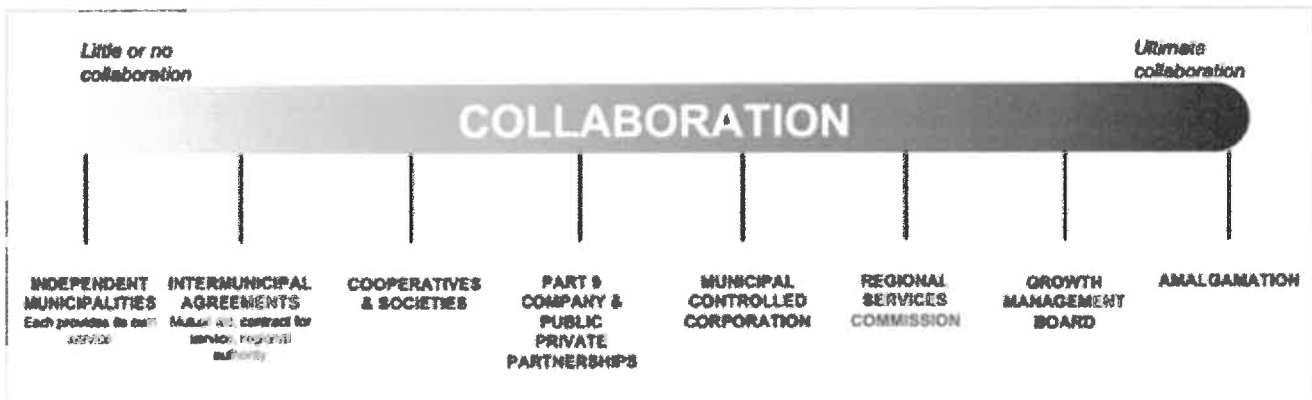 Little or no
collaboration
Ultimate
collaboration
COLLABORATION
INDEPENDENT
MUNICIPALITIES
Each provides its own
service
INTERMUNICIPAL
AGREEMENTS
Mutual aid, contract for
service, regional
authority
COOPERATIVES
& SOCIETIES
PART 9
COMPANY &
PUBLIC
PRIVATE
PARTNERSHIPS
MUNICIPAL
CONTROLLED
CORPORATION
REGIONAL
SERVICES
COMMISSION
GROWTH
MANAGEMENT
BOARD
AMALGAMATION